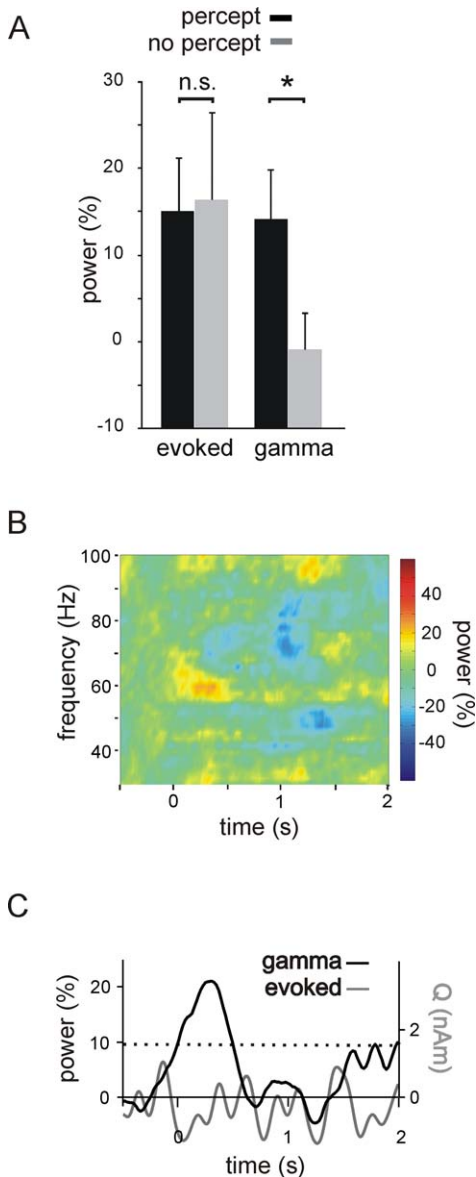 A
percept
no percept
n.s.
*
30
20
10
0
-10
power (%)
evoked
gamma
B
100
80
60
40
frequency (Hz)
0
1
2
time (s)
40
20
0
-20
-40
power (%)
C
gamma
evoked
20
10
0
power (%)
2
0
Q (nAm)
0
1
2
time (s)